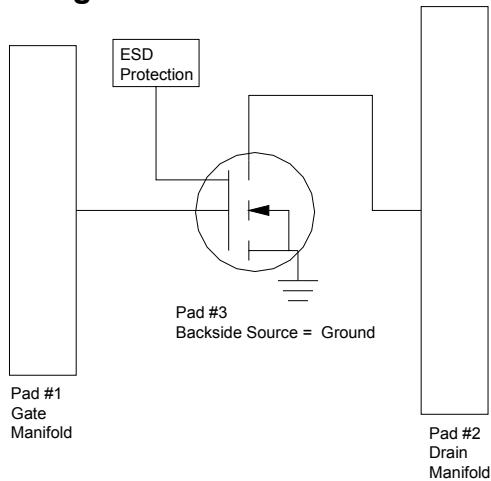 ESD
Protection
Pad #3
Backside Source = Ground
Pad #1
Gate
Manifold
Pad #2
Drain
Manifold